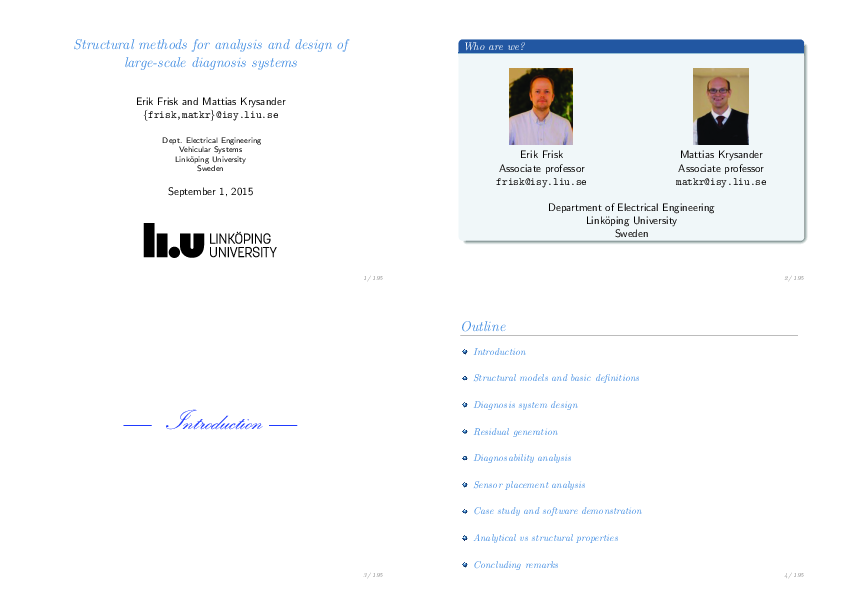 Structural methods for analysis and design of
large-scale diagnosis systems
Erik Frisk and Mattias Krysander
{frisk,matkr}@isy.liu.se
Dept. Electrical Engineering
Vehicular Systems
Linköping University
Sweden
September 1, 2015
li.u LINKÖPING
UNIVERSITY
1 / 195
Who are we?
Erik Frisk
Associate professor
frisk@isy.liu.se
Mattias Krysander
Associate professor
matkr@isy.liu.se
Department of Electrical Engineering
Linköping University
Sweden
2 / 195
Introduction
3 / 195
Outline
Introduction
Structural models and basic definitions
Diagnosis system design
Residual generation
Diagnosability analysis
Sensor placement analysis
Case study and software demonstration
Analytical vs structural properties
Concluding remarks
4 / 195